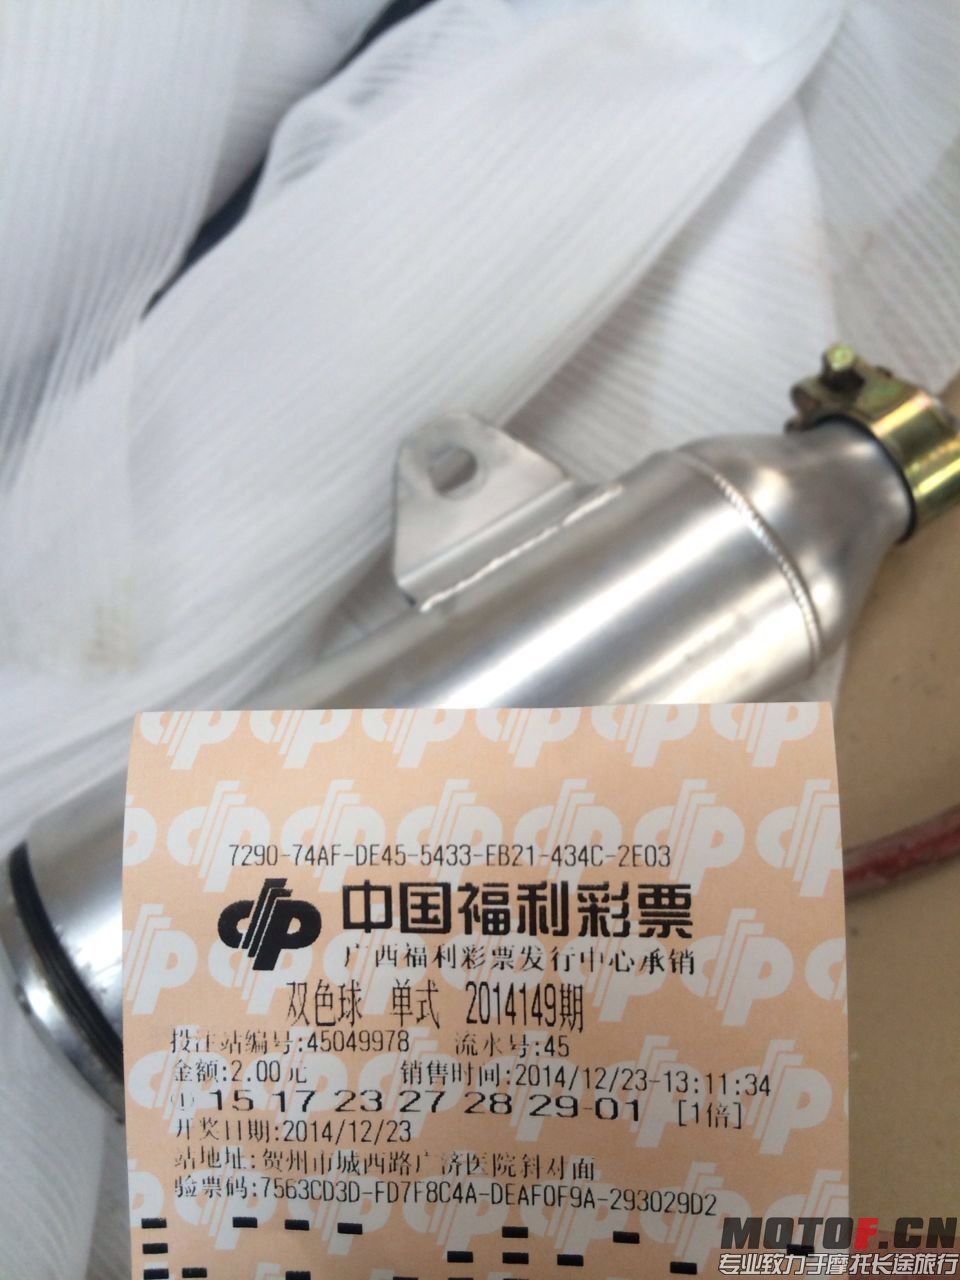 7290-74AF-DE45-5433-EB21-434C-2E03
中国福利彩票
广西福利彩票发行中心承销
双色球 单式 2014149期
投注站编号:45049978 流水号:45
金额:2.00元 销售时间:2014/12/23-13:11:34
① 15 17 23 27 28 29-01 [1倍]
开奖日期:2014/12/23
站地址:贺州市城西路广济医院斜对面
验票码:7563CD3D-FD7F8C4A-DEAF0F9A-293029D2
MOTOF.CN
专业致力于摩托长途旅行